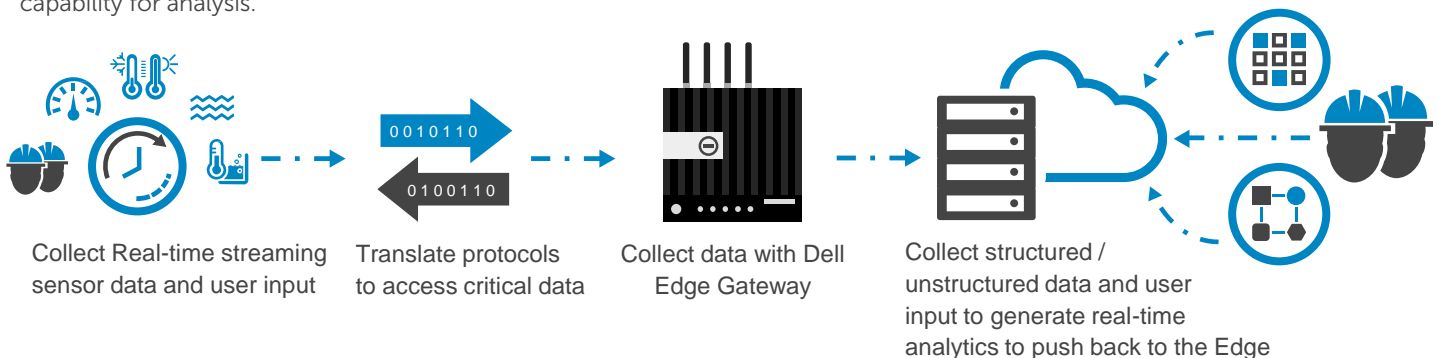 capability for analysis.
0010110
0100110
Collect Real-time streaming
sensor data and user input
Translate protocols
to access critical data
Collect data with Dell
Edge Gateway
Collect structured /
unstructured data and user
input to generate real-time
analytics to push back to the Edge